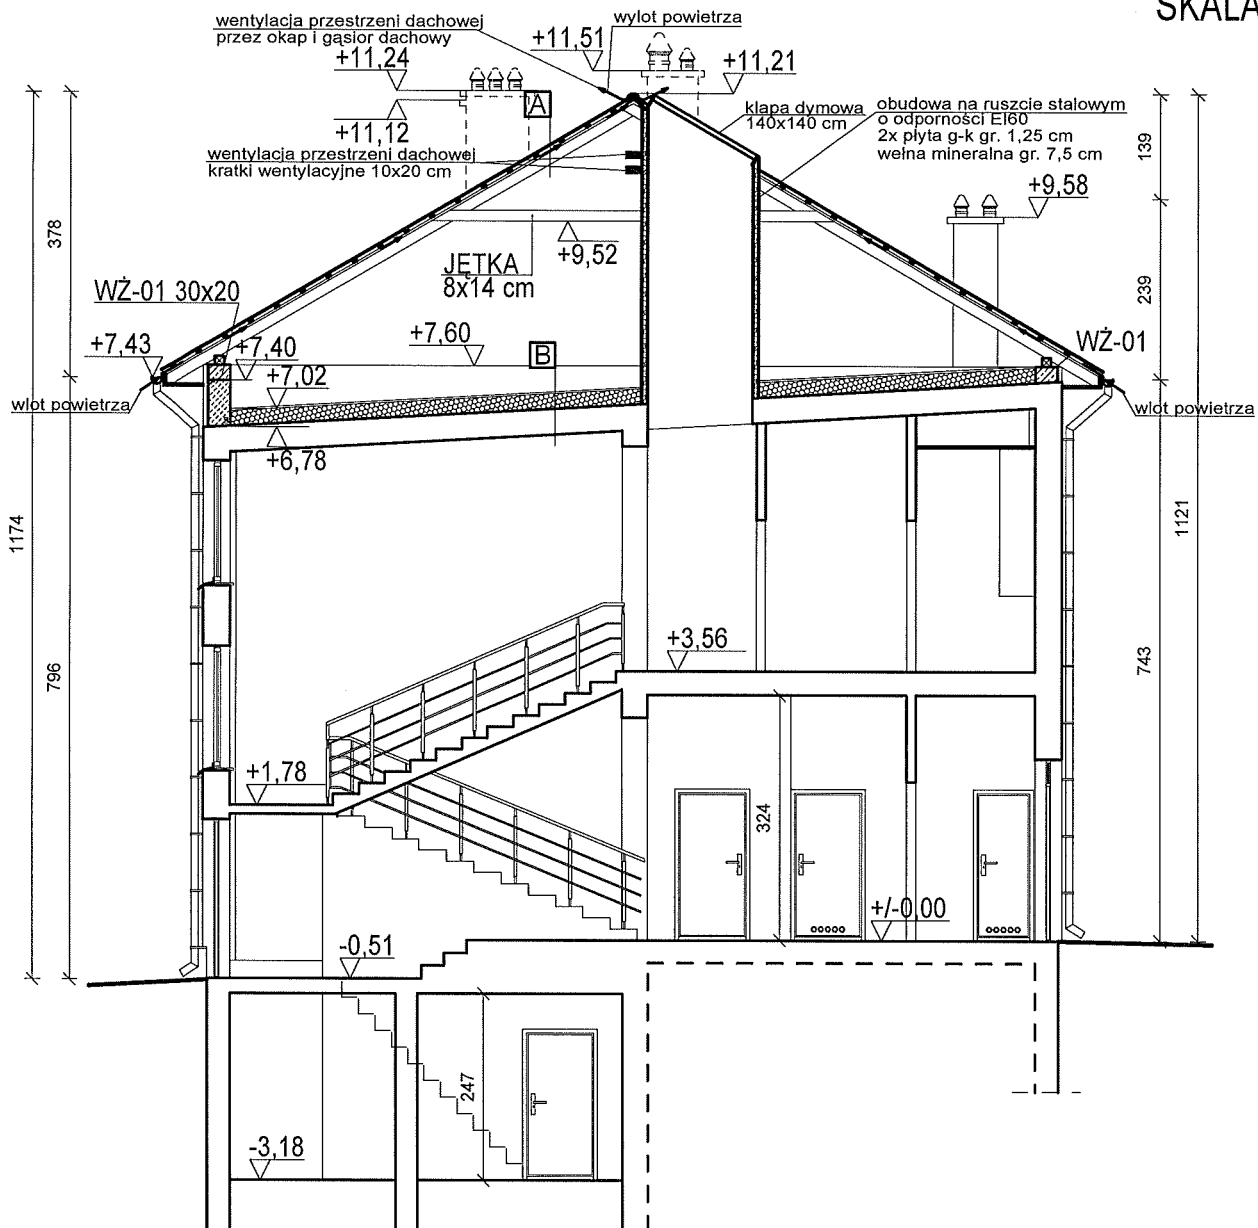 SKALA
wentylacja przestrzeni dachowej
przez okap i gąsior dachowy
wylot powietrza
+11,51
+11,24
+11,21
A
klapa dymowa
140x140 cm
obudowa na ruszcie stalowym
o odporności EI60
2x płyta g-k gr. 1,25 cm
wełna mineralna gr. 7,5 cm
+11,12
wentylacja przestrzeni dachowej
kratki wentylacyjne 10x20 cm
139
+9,58
378
+9,52
JĘTKA
8x14 cm
239
WŻ-01 30x20
+7,43
+7,40
+7,60
B
WŻ-01
+7,02
wlot powietrza
wlot powietrza
+6,78
1174
1121
796
743
+3,56
+1,78
324
+/-0,00
-0,51
247
-3,18